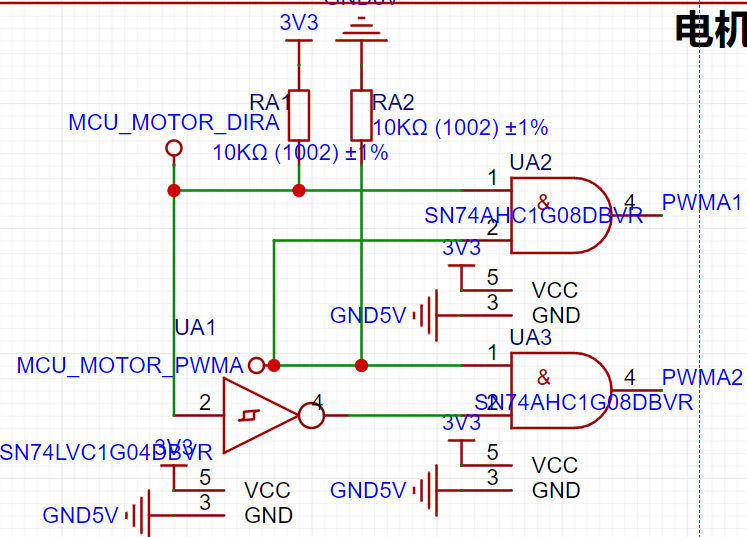 GND5V
3V3
电机
RA1
RA2
MCU_MOTOR_DIRA
10KΩ (1002) ±1%
10KΩ (1002) ±1%
UA2
1
&
4
PWMA1
SN74AHC1G08DBVR
2
3V3
5
VCC
GND5V
3
GND
UA1
UA3
MCU_MOTOR_PWMA
1
&
4
PWMA2
2
4
2
SN74AHC1G08DBVR
3V3
SN74LVC1G04DBVR
3V3
5
VCC
5
VCC
GND5V
3
GND
3
GND
GND5V